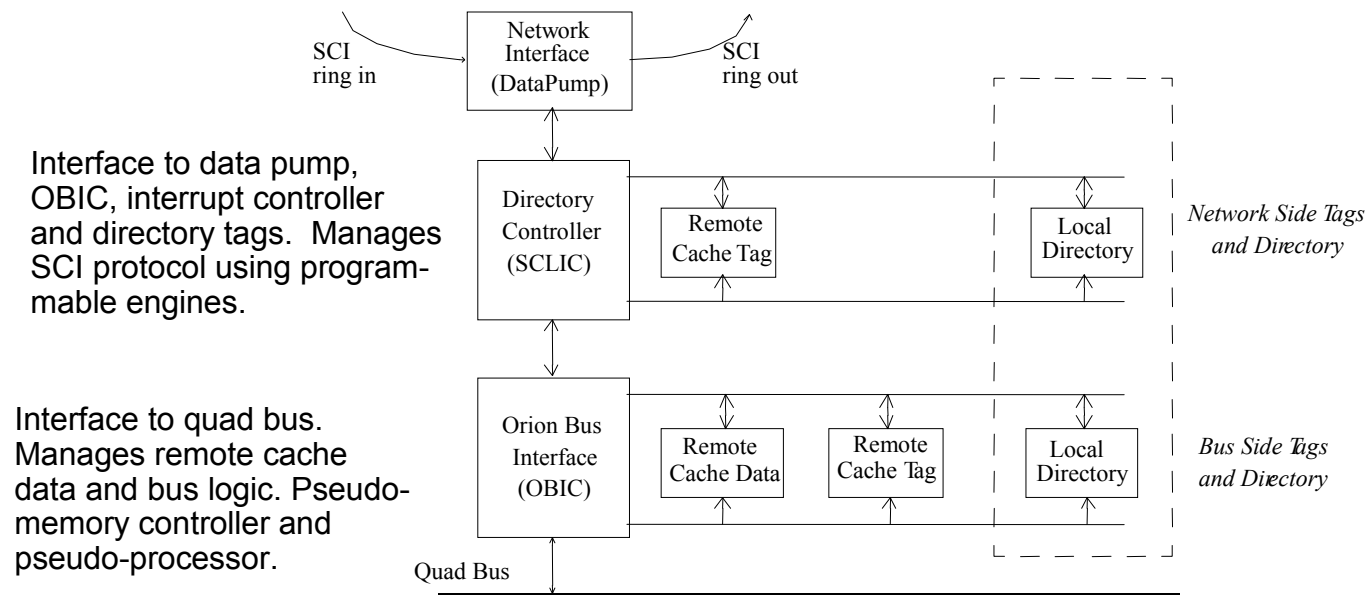 SCI
ring in
Network
Interface
(DataPump)
SCI
ring out
Interface to data pump,
OBIC, interrupt controller
and directory tags. Manages
SCI protocol using program-
mable engines.
Directory
Controller
(SCLIC)
Remote
Cache Tag
Local
Directory
Network Side Tags
and Directory
Interface to quad bus.
Manages remote cache
data and bus logic. Pseudo-
memory controller and
pseudo-processor.
Orion Bus
Interface
(OBIC)
Remote
Cache Data
Remote
Cache Tag
Local
Directory
Bus Side Tags
and Directory
Quad Bus